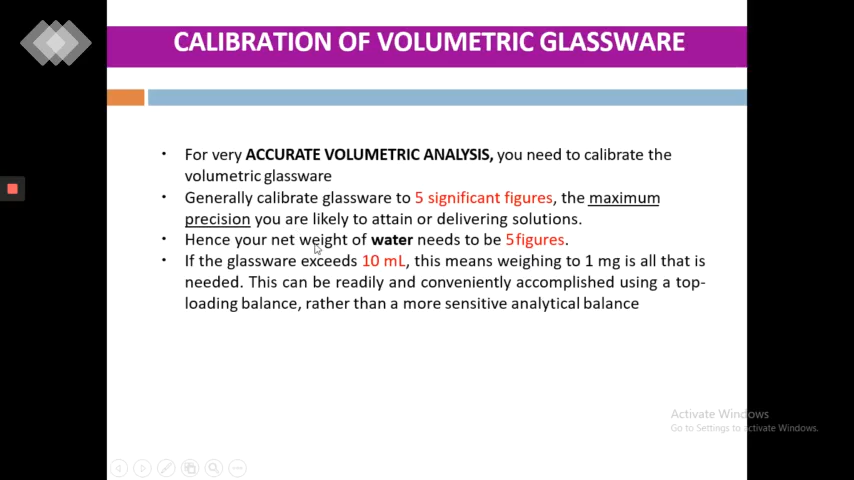 CALIBRATION OF VOLUMETRIC GLASSWARE
• For very ACCURATE VOLUMETRIC ANALYSIS, you need to calibrate the
volumetric glassware
• Generally calibrate glassware to 5 significant figures, the maximum
precision you are likely to attain or delivering solutions.
• Hence your net weight of water needs to be 5 figures.
• If the glassware exceeds 10 mL, this means weighing to 1 mg is all that is
needed. This can be readily and conveniently accomplished using a top-
loading balance, rather than a more sensitive analytical balance
Activate Windows
Go to Settings to activate Windows.